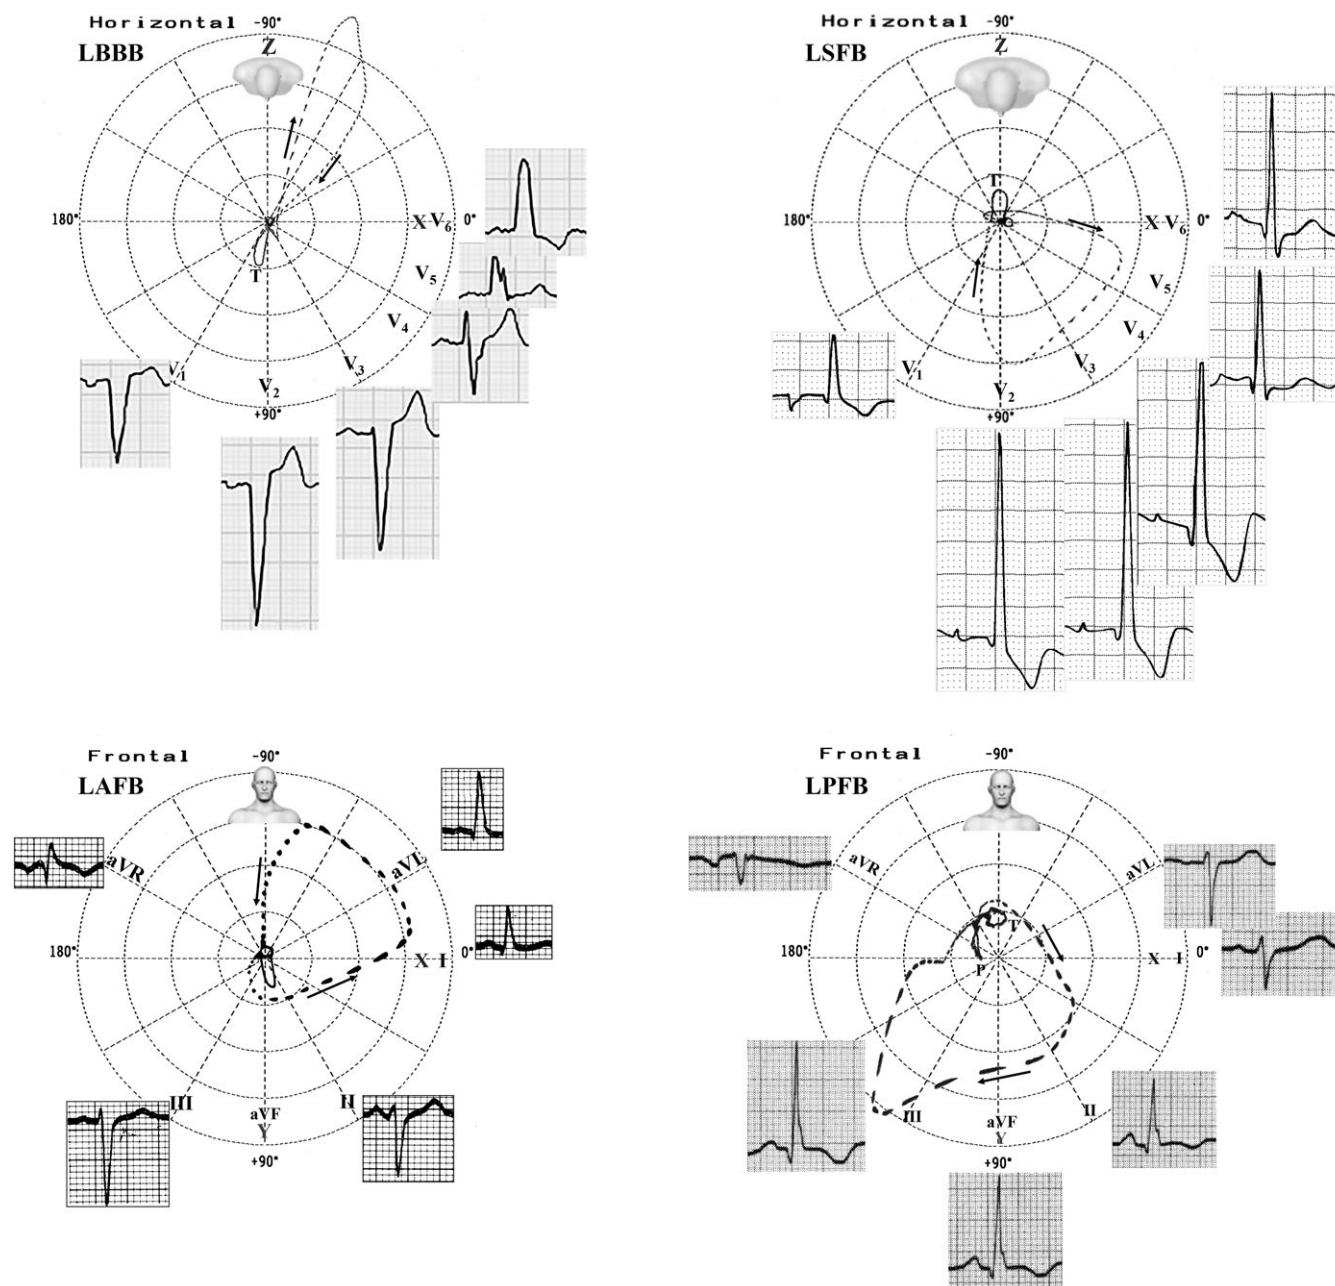 Horizontal
-90°
LBBB
Z
180°
X V6 0°
T
V5
V4
V1
V3
V2
+90°
Horizontal
-90°
LSFB
Z
T
180°
X V6 0°
V5
V4
V1
V3
V2
+90°
Frontal
-90°
LAFB
aVR
aVL
180°
X I 0°
III
aVF
II
Y
+90°
Frontal
-90°
LPFB
aVR
aVL
T
180°
P
X I 0°
III
aVF
II
Y
+90°